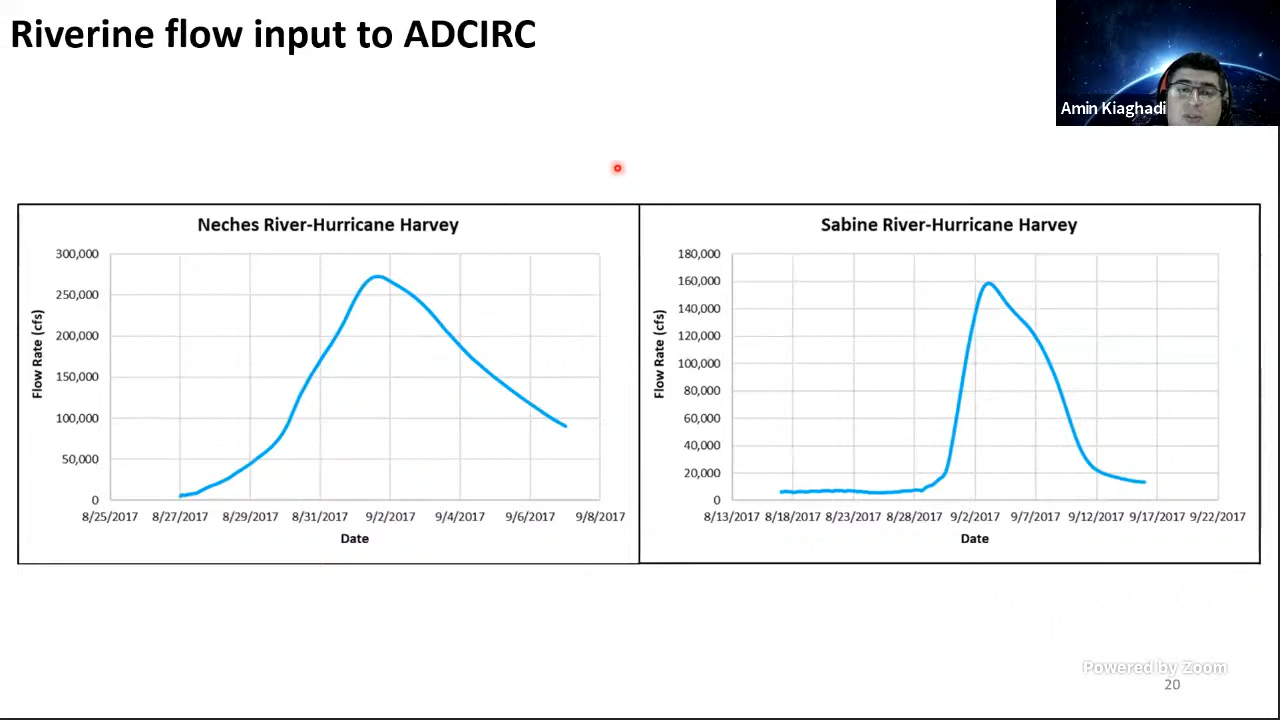 Riverine flow input to ADCIRC
Amin Kiaghadi
Neches River-Hurricane Harvey
Flow Rate (cfs)
300,000
250,000
200,000
150,000
100,000
50,000
0
8/25/2017 8/27/2017 8/29/2017 8/31/2017 9/2/2017 9/4/2017 9/6/2017 9/8/2017
Date
Sabine River-Hurricane Harvey
Flow Rate (cfs)
180,000
160,000
140,000
120,000
100,000
80,000
60,000
40,000
20,000
0
8/13/2017 8/18/2017 8/23/2017 8/28/2017 9/2/2017 9/7/2017 9/12/2017 9/17/2017 9/22/2017
Date
Powered by Zoom
20